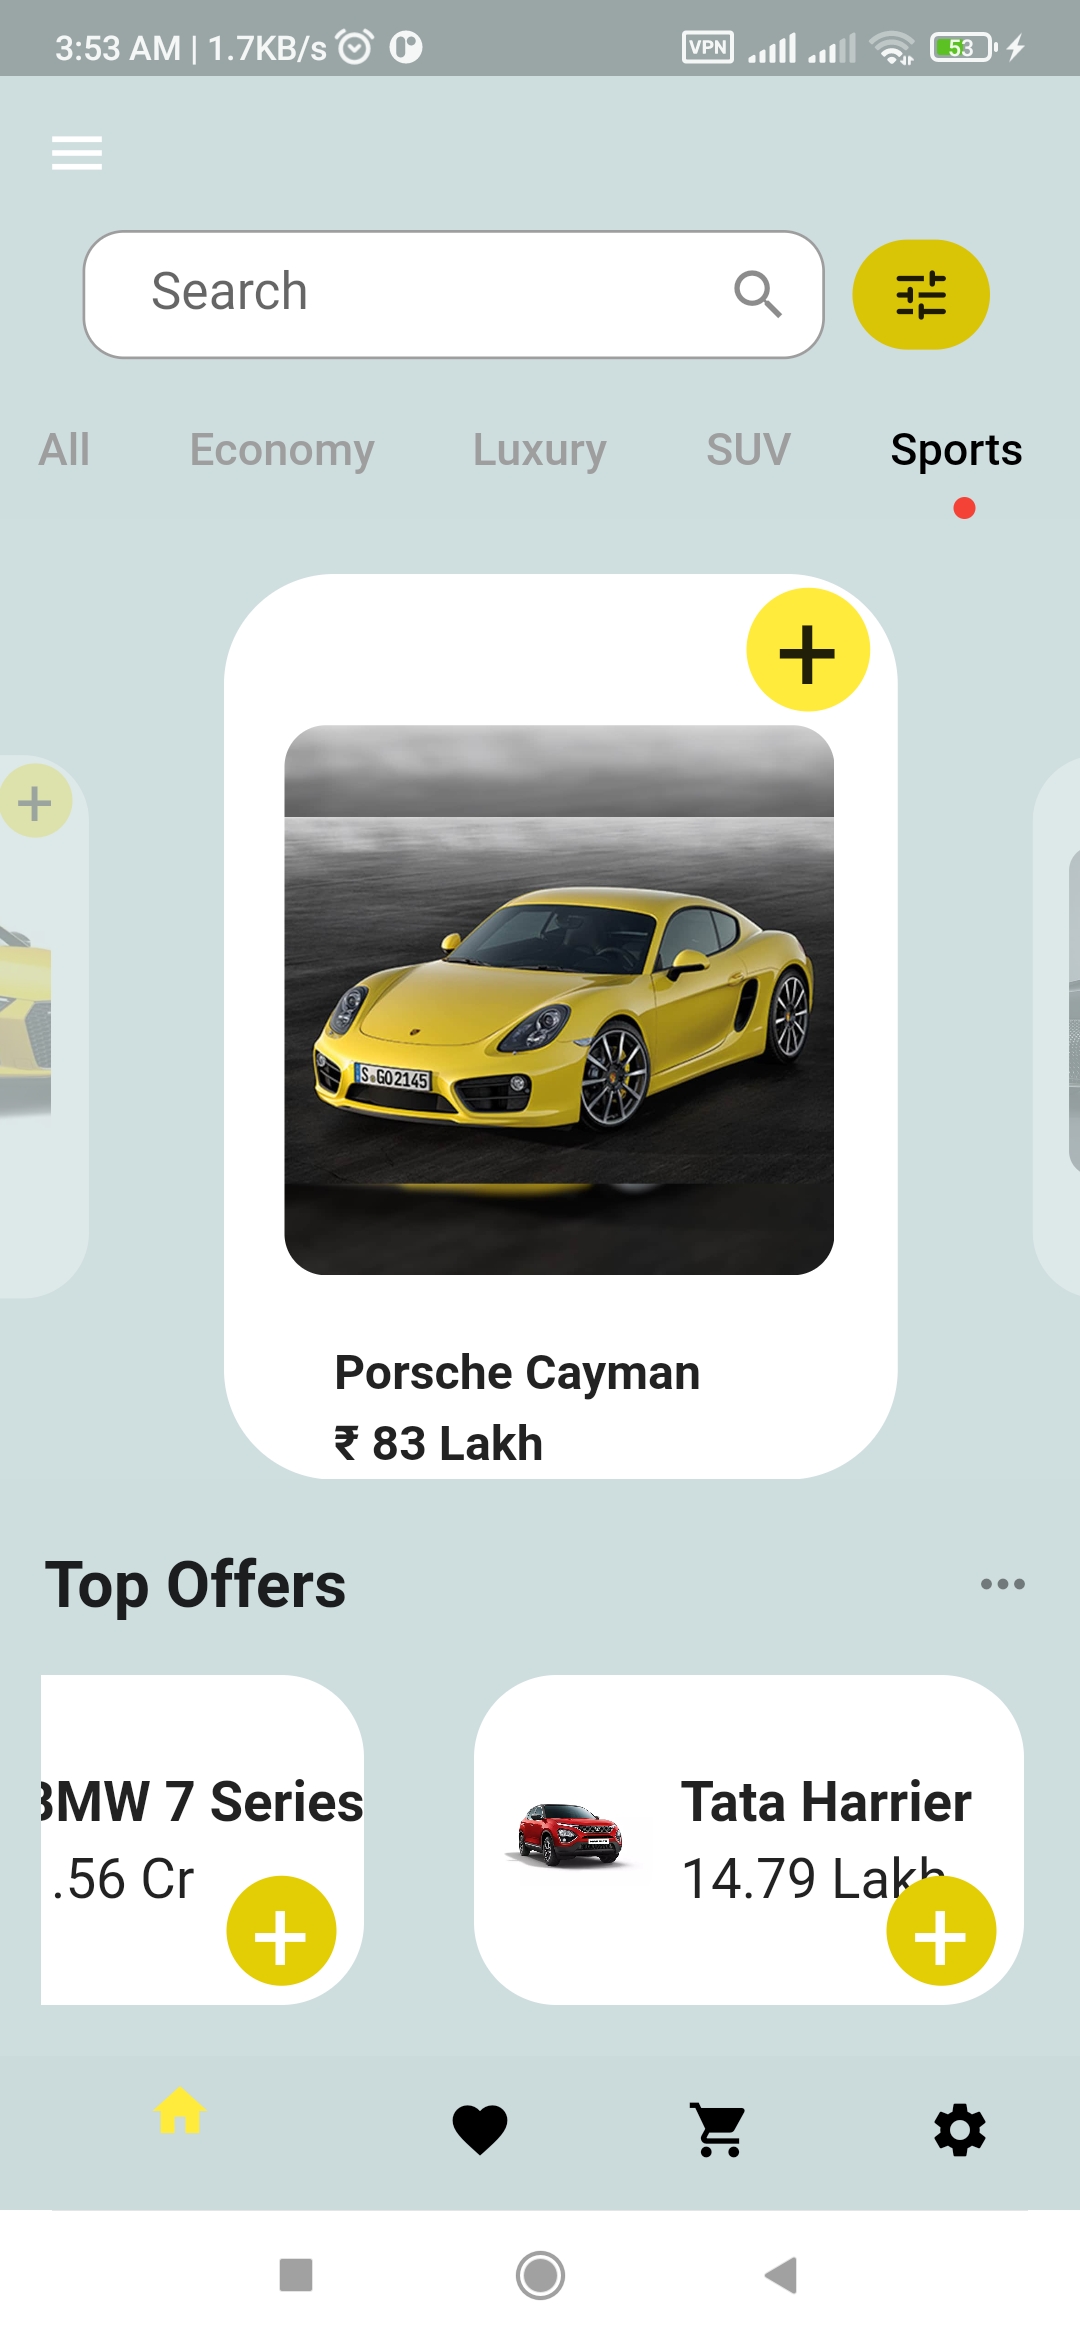 3:53 AM | 1.7KB/s
VPN
53
Search
All Economy Luxury SUV Sports
S GO2145
Porsche Cayman
₹ 83 Lakh
Top Offers
BMW 7 Series
.56 Cr
Tata Harrier
14.79 Lakh